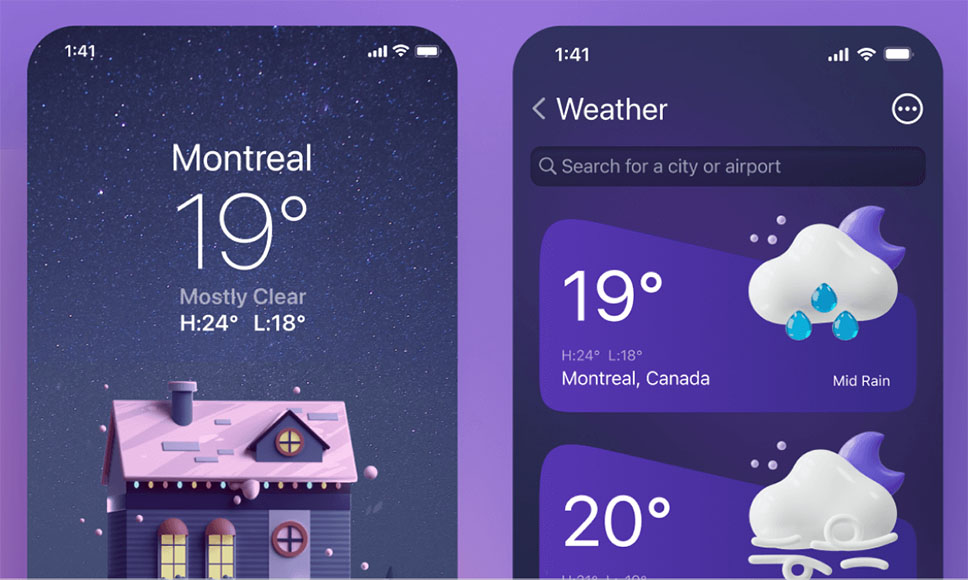 1:41
Montreal
19°
Mostly Clear
H:24° L:18°
1:41
Weather
Search for a city or airport
19°
H:24° L:18°
Montreal, Canada
Mid Rain
20°